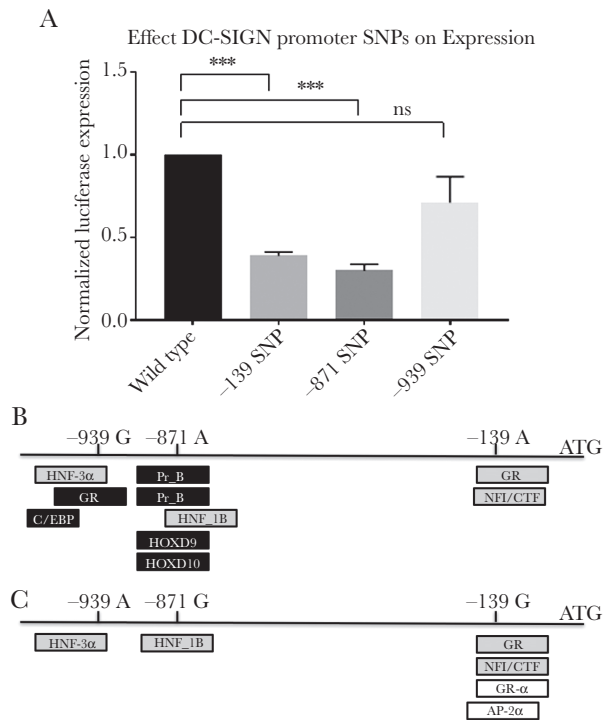 A
Effect DC-SIGN promoter SNPs on Expression
Normalized luciferase expression
1.5
1.0
0.5
0.0
***
***
ns
Wild type
–139 SNP
–871 SNP
–939 SNP
B
–939 G
–871 A
–139 A
ATG
HNF-3α
Pr_B
GR
GR
Pr_B
NFI/CTF
C/EBP
HNF_1B
HOXD9
HOXD10
C
–939 A
–871 G
–139 G
ATG
HNF-3α
HNF_1B
GR
NFI/CTF
GR-α
AP-2α